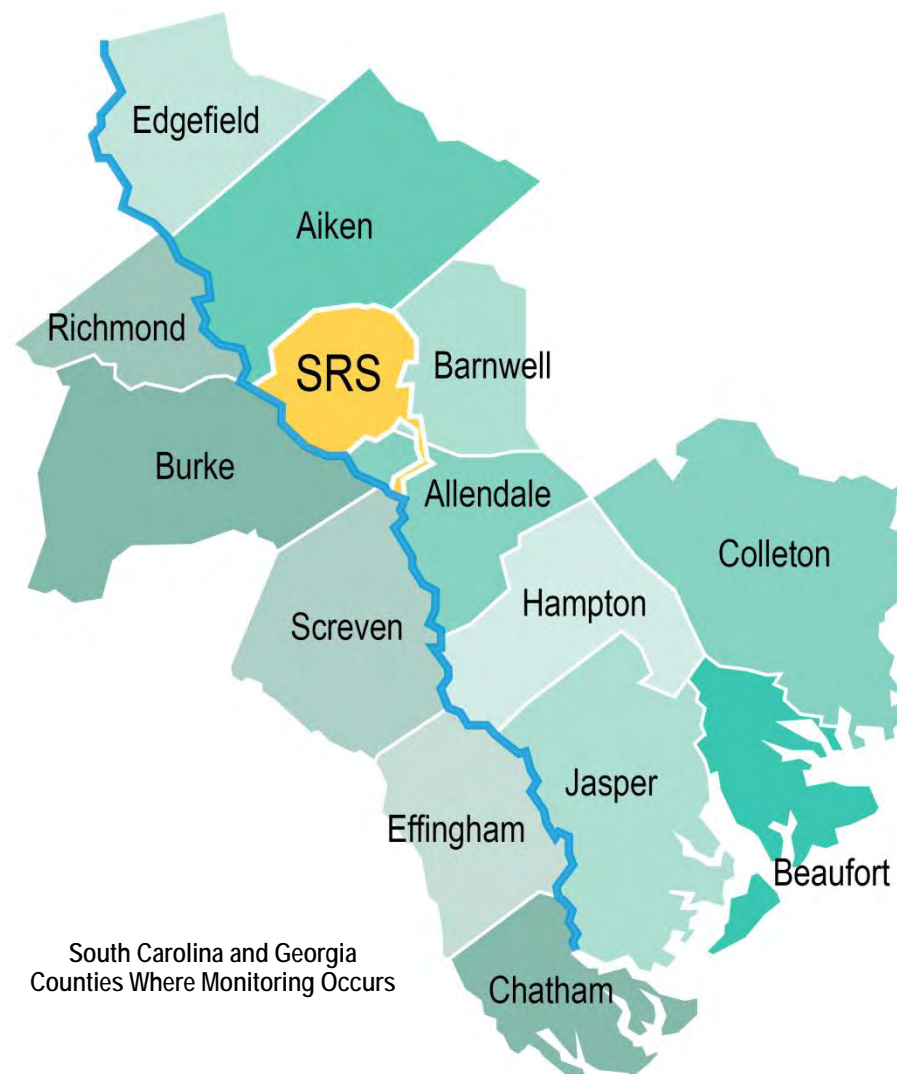 Edgefield
Aiken
Richmond
SRS
Barnwell
Burke
Allendale
Colleton
Hampton
Screven
Jasper
Effingham
Beaufort
South Carolina and Georgia
Counties Where Monitoring Occurs
Chatham